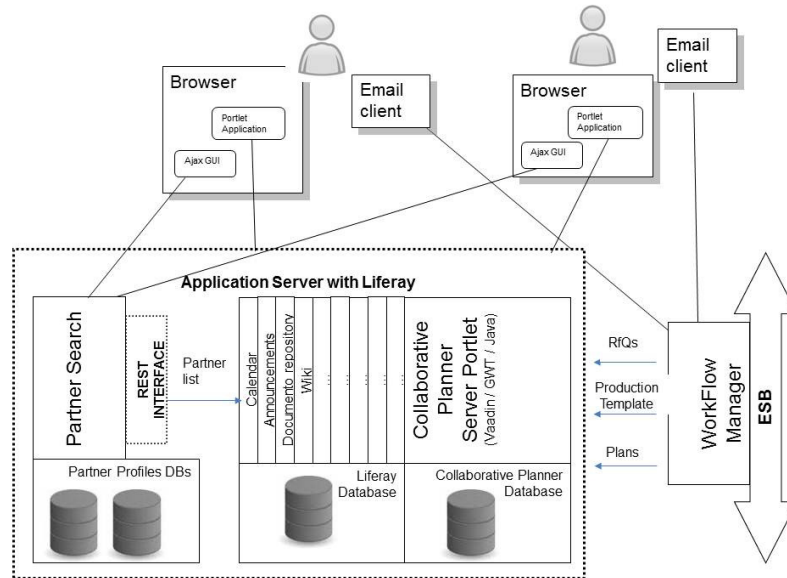 Email
client
Browser
Portlet
Application
Ajax GUI
Email
client
Browser
Portlet
Application
Ajax GUI
Application Server with Liferay
Partner Search
REST
INTERFACE
Partner
list
Calendar
Announcements
Documento repository
Wiki
...
...
...
...
...
Collaborative
Planner
Server Portlet
(Vaadin / GWT / Java)
RfQs
Production
Template
Plans
WorkFlow
Manager
ESB
Partner Profiles DBs
Liferay
Database
Collaborative Planner
Database